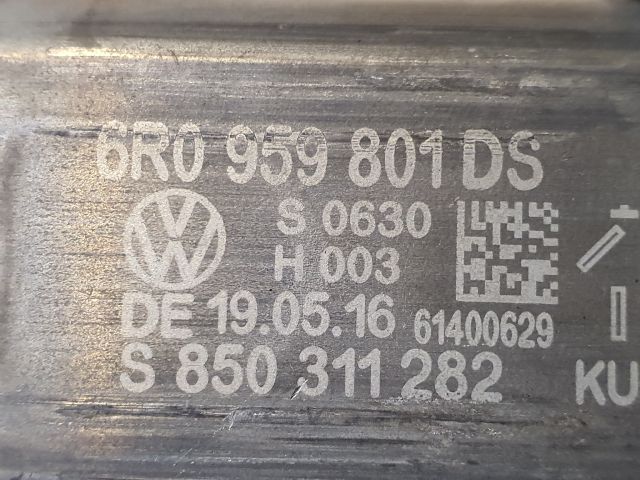 6R0 959 801 DS
S 0630
H 003
DE 19.05.16 61400629
S 850 311 282 KU